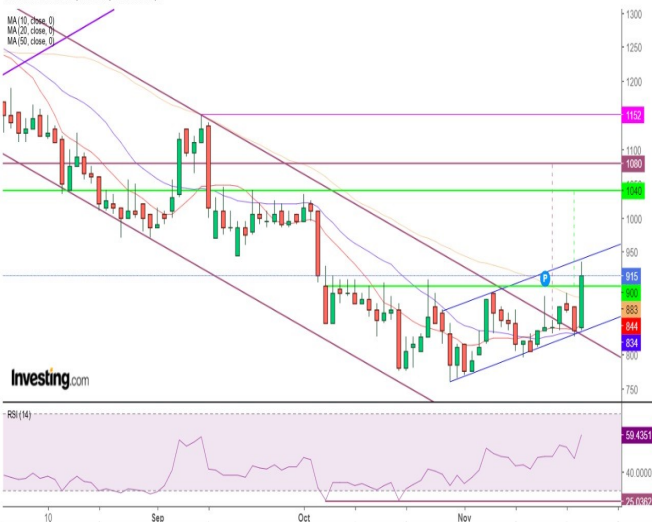 MA (10, close, 0)
MA (20, close, 0)
MA (50, close, 0)
1300
1250
1200
1152
1100
1080
1040
1000
950
915
900
883
844
834
800
750
P
Investing.com
RSI (14)
59.4351
40.0000
25.0362
10
Sep
Oct
Nov